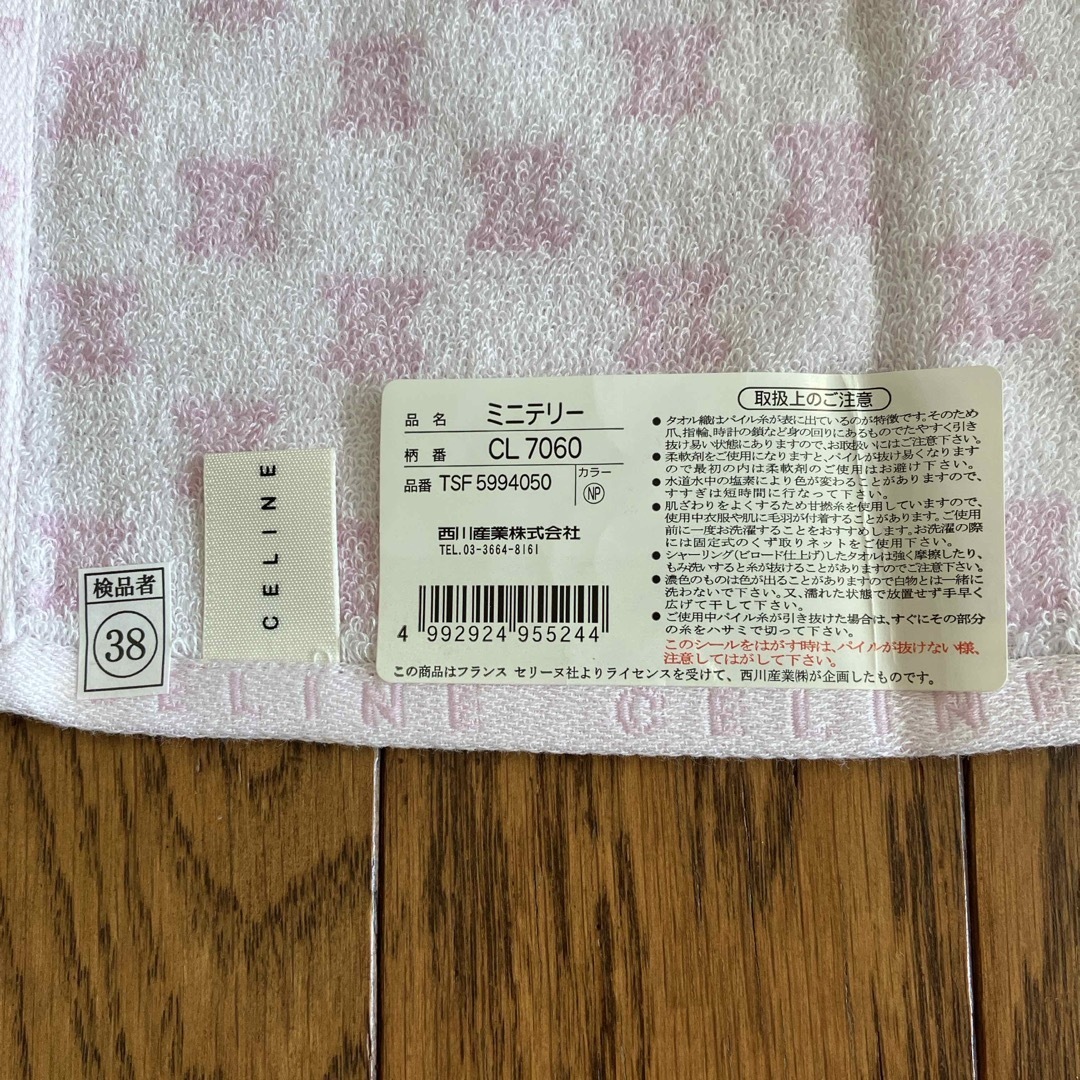 品名 ミニテリー
柄番 CL 7060
品番 TSF 5994050
カラー
NP
西川産業株式会社
TEL.03-3664-8161
4 992924 955244
取扱上のご注意
● タオル織はパイル糸が表に出ているのが特徴です。そのため
爪、指輪、時計の鎖など身の回りにあるものでたやすく引き
抜け易い状態にありますので、お取扱いにはご注意下さい。
● 柔軟剤をご使用になりますと、パイルが抜け易くなります
ので最初の内は柔軟剤のご使用はお避け下さい。
● 水道水中の塩素により色が変わることがありますので、
すすぎは短時間に行なって下さい。
● 肌ざわりをよくするため甘撚糸を使用していますので、
使用中衣服や肌に毛羽が付着することがあります。ご使用
前に一度お洗濯することをおすすめします。お洗濯の際
には固定式のくず取りネットをご使用下さい。
● シャーリング(ビロード仕上げ)したタオルは強く摩擦したり、
もみ洗いすると糸が抜けることがありますのでご注意下さい。
● 濃色のものは色が出ることがありますので白物とは一緒に
洗わないで下さい。又、濡れた状態で放置せず手早く
広げて干して下さい。
● ご使用中パイル糸が引き抜けた場合は、すぐにその部分
の糸をハサミで切って下さい。
このシールをはがす時は、パイルが抜けない様、
注意してはがして下さい。
この商品はフランス セリーヌ社よりライセンスを受けて、西川産業㈱が企画したものです。
CELINE
検品者
38
CELINE CELINE